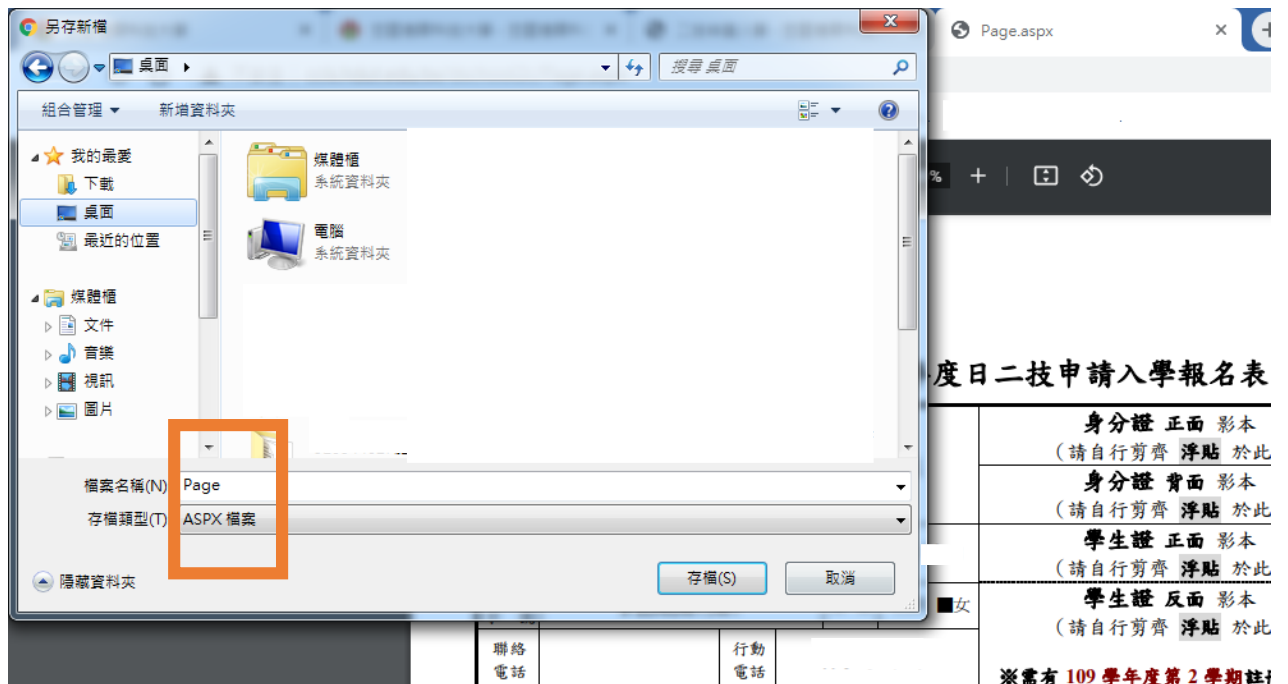 另存新檔
Page.aspx
桌面
搜尋 桌面
組合管理
新增資料夾
我的最愛
下載
桌面
最近的位置
媒體櫃
文件
音樂
視訊
圖片
媒體櫃
系統資料夾
電腦
系統資料夾
檔案名稱(N)
Page
存檔類型(T)
ASPX 檔案
隱藏資料夾
存檔(S)
取消
%
度日二技申請入學報名表
身分證 正面 影本
(請自行剪齊 浮貼 於此
身分證 背面 影本
(請自行剪齊 浮貼 於此
學生證 正面 影本
(請自行剪齊 浮貼 於此
學生證 反面 影本
(請自行剪齊 浮貼 於此
■女
聯絡
電話
行動
電話
※需有 109 學年度第 2 學期註